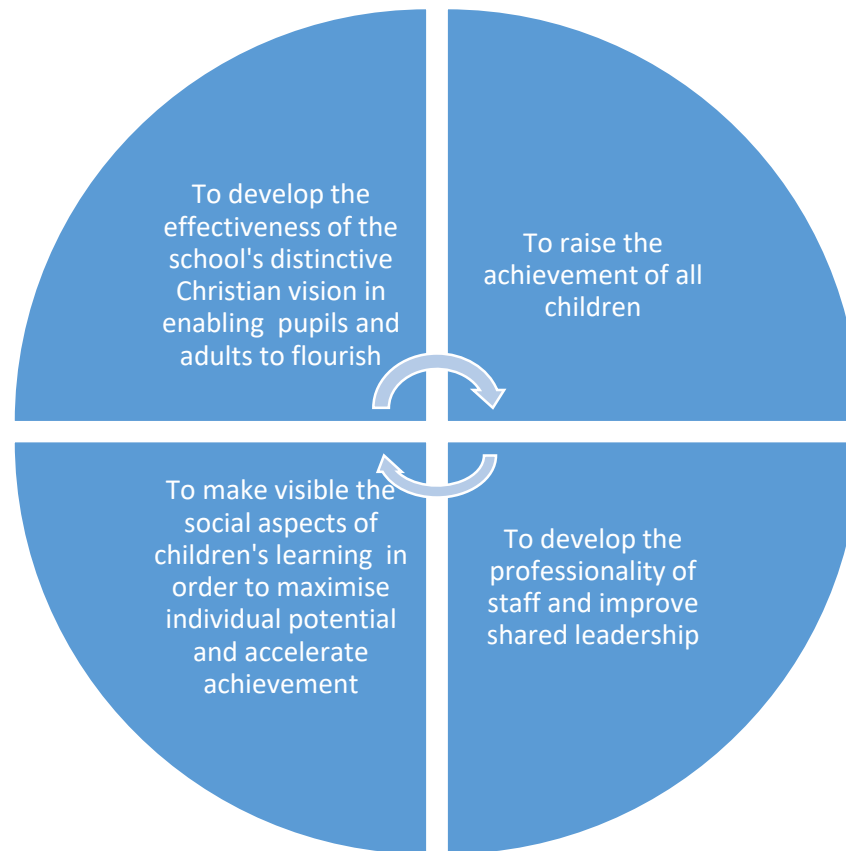 To develop the
effectiveness of the
school's distinctive
Christian vision in
enabling  pupils and
adults to flourish
To raise the
achievement of all
children
To make visible the
social aspects of
children's learning  in
order to maximise
individual potential
and accelerate
achievement
To develop the
professionality of
staff and improve
shared leadership